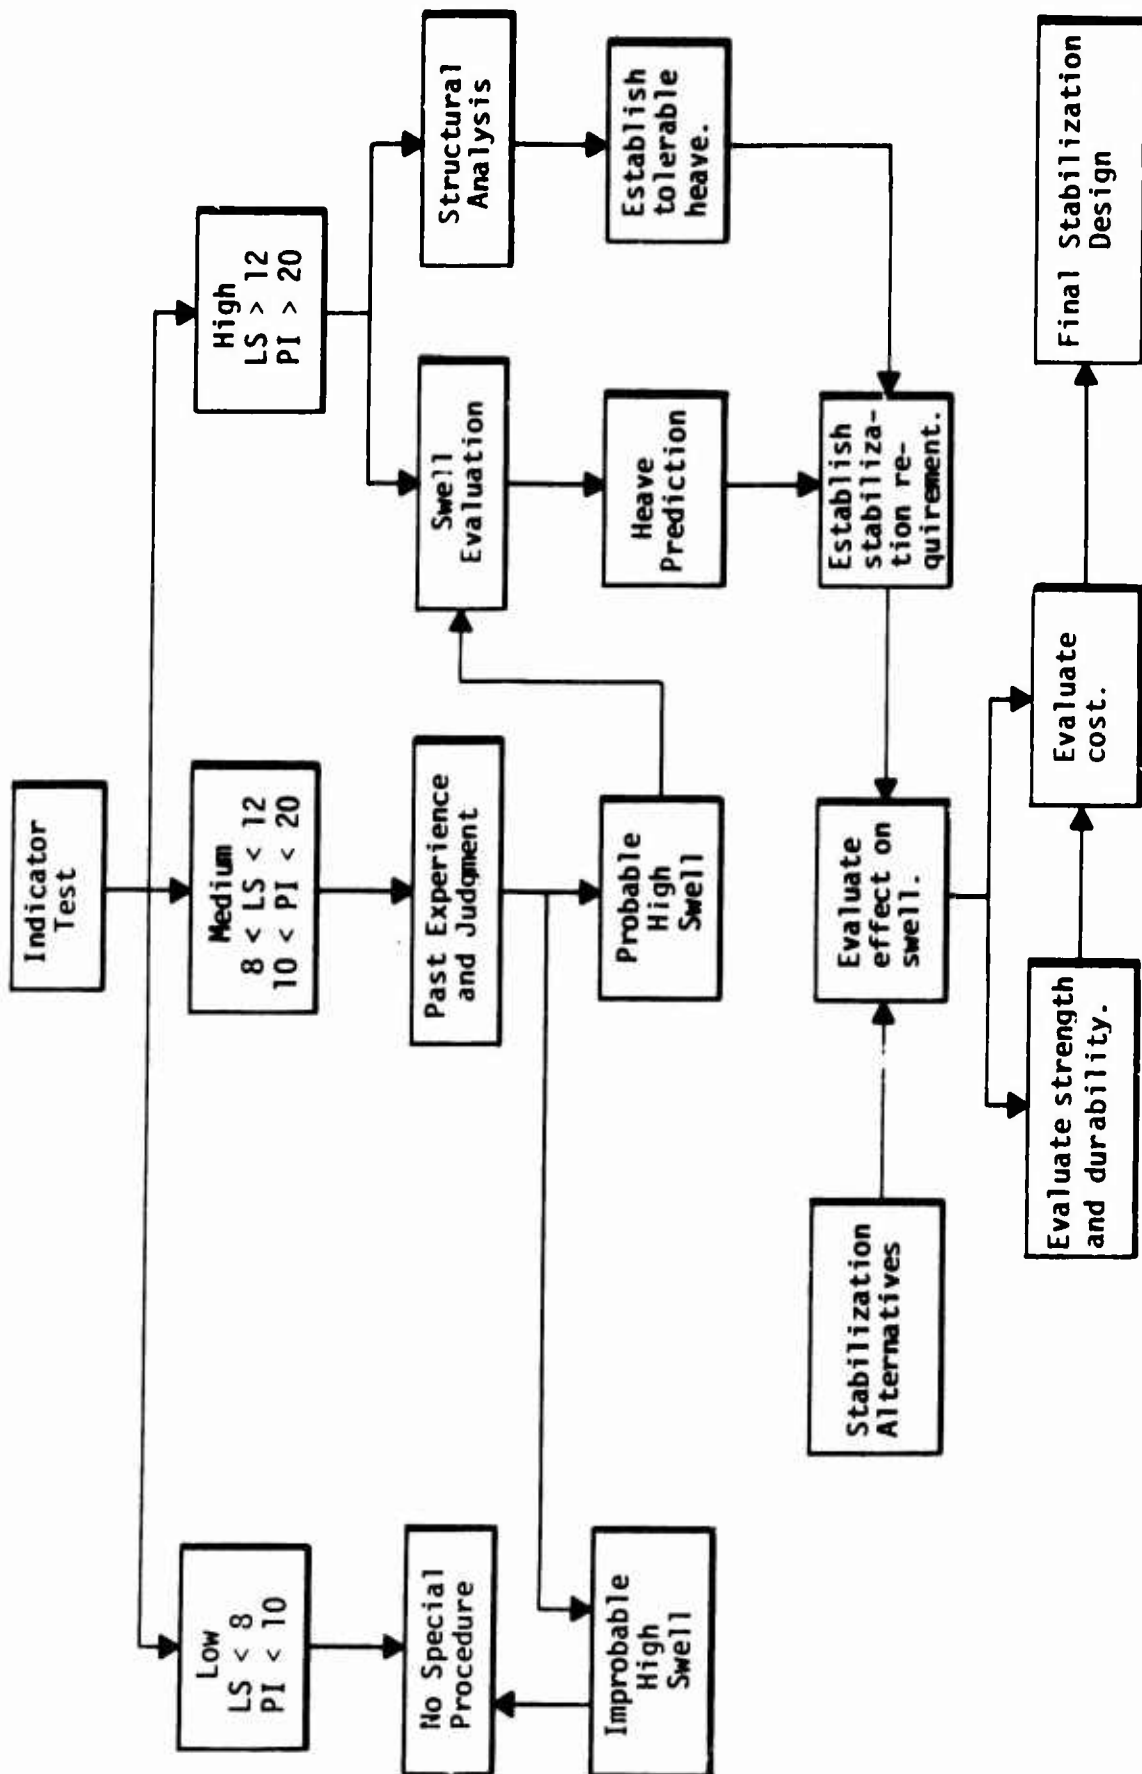 Indicator
Test
Low
LS < 8
PI < 10
Medium
8 < LS < 12
10 < PI < 20
High
LS > 12
PI > 20
No Special
Procedure
Past Experience
and Judgment
Swell
Evaluation
Structural
Analysis
Improbable
High
Swell
Probable
High
Swell
Heave
Prediction
Establish
tolerable
heave.
Stabilization
Alternatives
Evaluate
effect on
swell.
Establish
stabiliza-
tion re-
quirement.
Evaluate strength
and durability.
Evaluate
cost.
Final Stabilization
Design